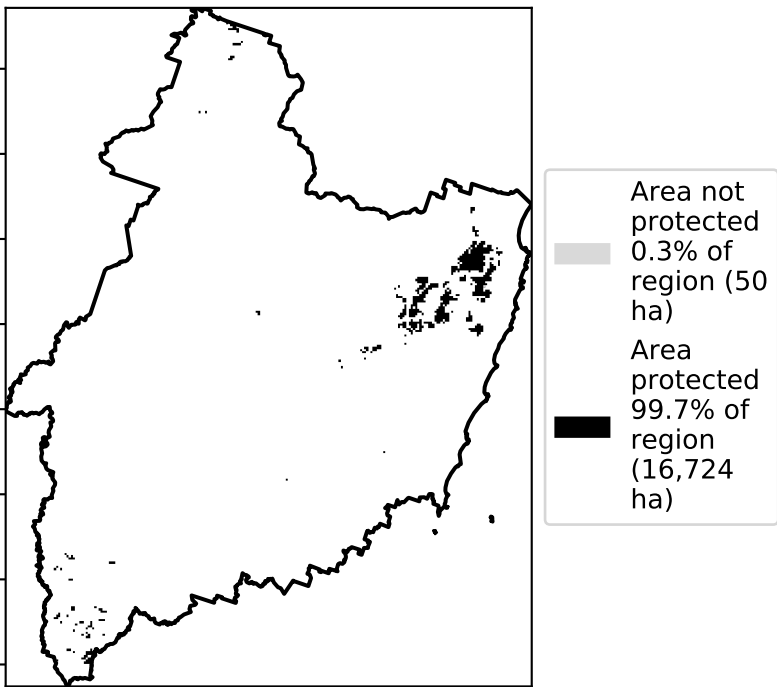 Area not
protected
0.3% of
region (50
ha)
Area
protected
99.7% of
region
(16,724
ha)